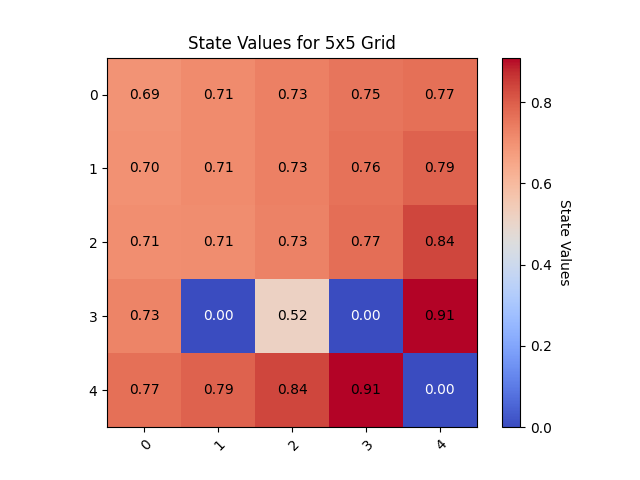 State Values for 5x5 Grid
0 0.69 0.71 0.73 0.75 0.77
1 0.70 0.71 0.73 0.76 0.79
2 0.71 0.71 0.73 0.77 0.84
3 0.73 0.00 0.52 0.00 0.91
4 0.77 0.79 0.84 0.91 0.00
0 1 2 3 4
0.8
0.6
0.4
0.2
0.0
State Values